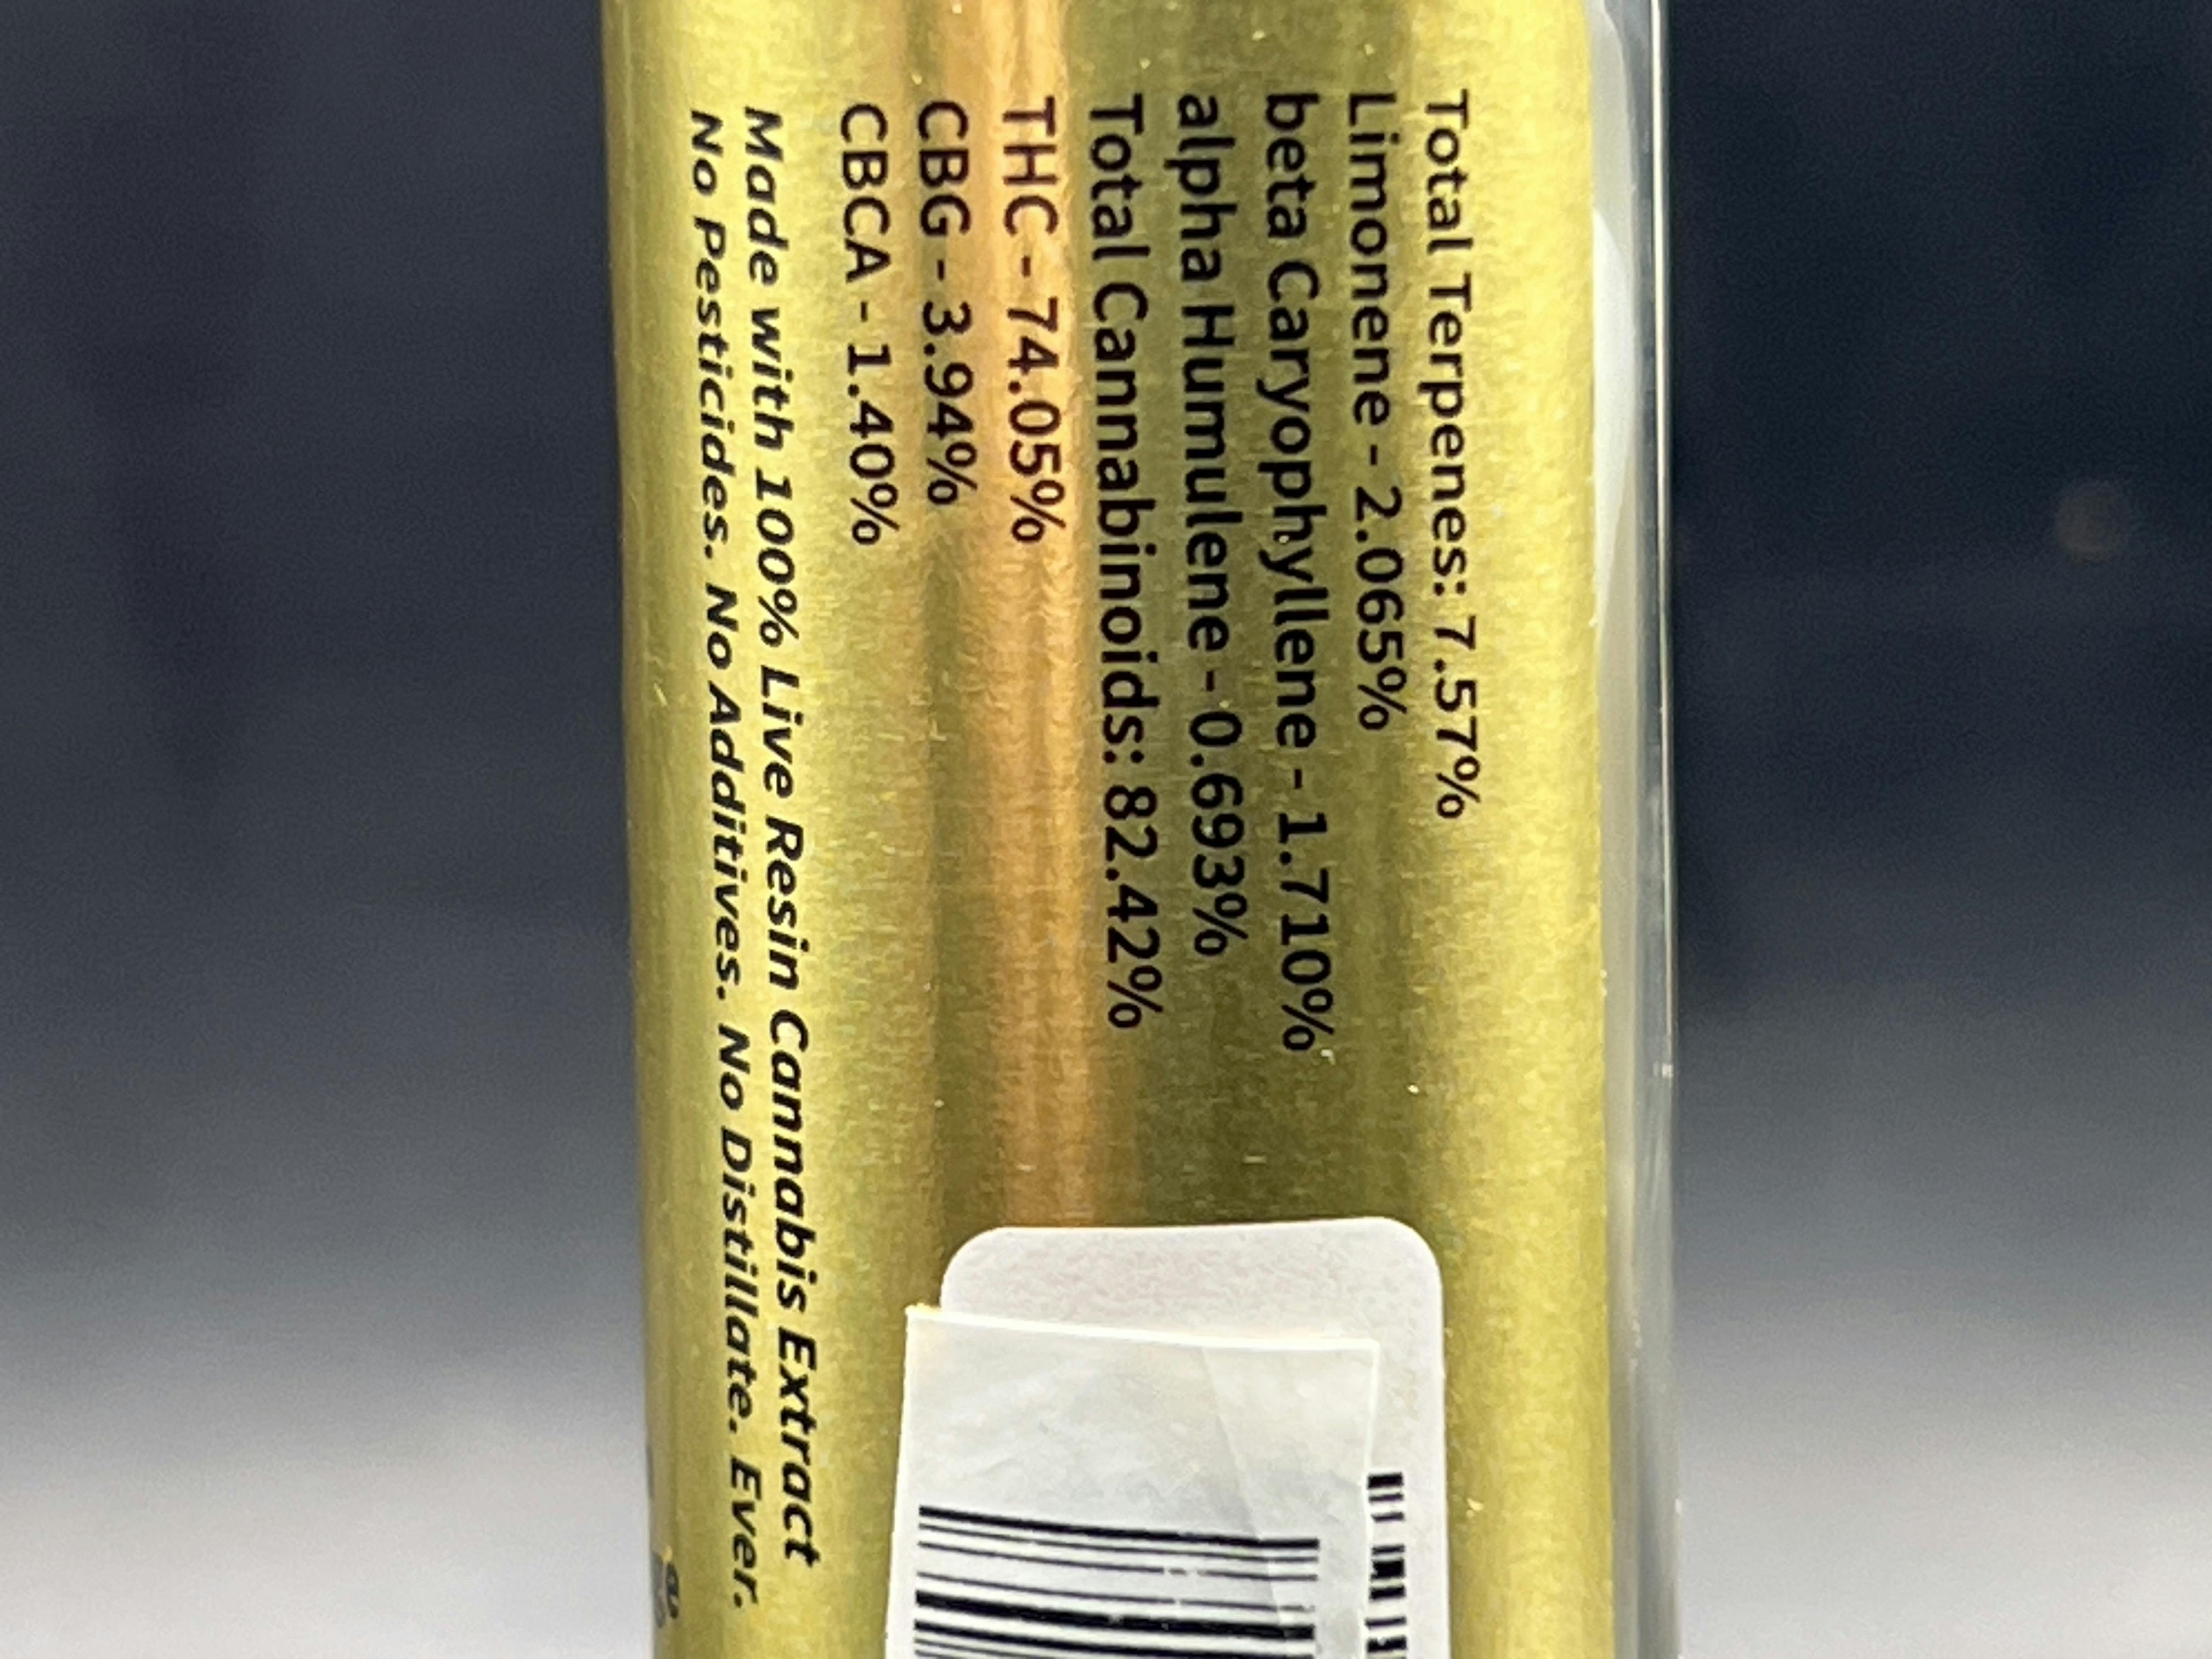 Total Terpenes: 7.57%
Limonene - 2.065%
beta Caryophyllene - 1.710%
alpha Humulene - 0.693%
Total Cannabinoids: 82.42%
THC - 74.05%
CBG - 3.94%
CBCA - 1.40%
Made with 100% Live Resin Cannabis Extract
No Pesticides. No Additives. No Distillate. Ever.